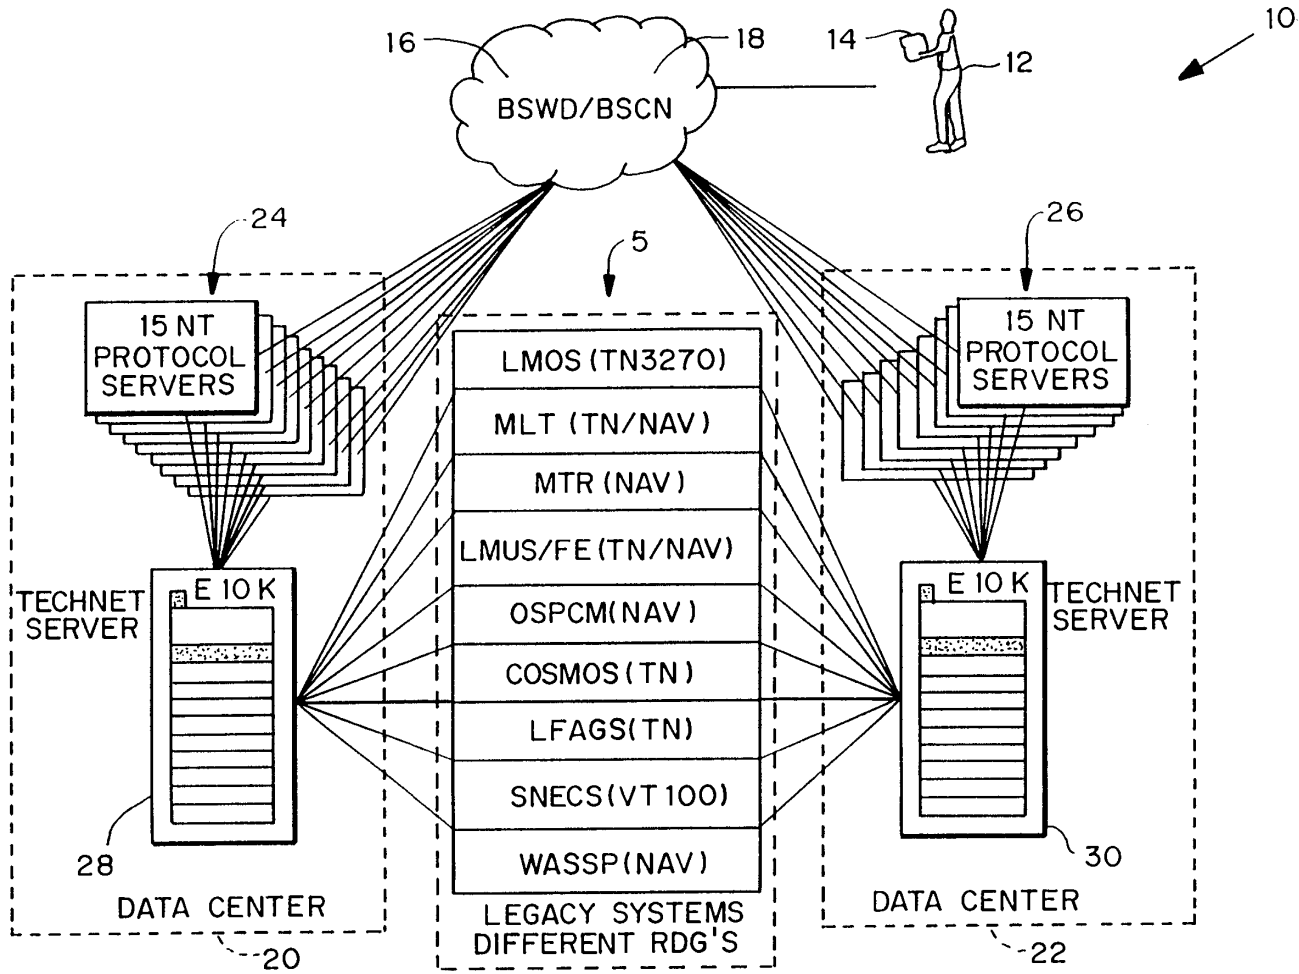 10
16
18
BSWD/BSCN
14
12
24
5
26
15 NT
PROTOCOL
SERVERS
15 NT
PROTOCOL
SERVERS
LMOS (TN3270)
MLT (TN/NAV)
MTR (NAV)
LMUS/FE (TN/NAV)
OSPCM(NAV)
COSMOS (TN)
LFAGS(TN)
SNECS(VT100)
WASSP(NAV)
LEGACY SYSTEMS
DIFFERENT RDG'S
E 10 K
TECHNET
SERVER
28
DATA CENTER
20
E 10 K
TECHNET
SERVER
30
DATA CENTER
22